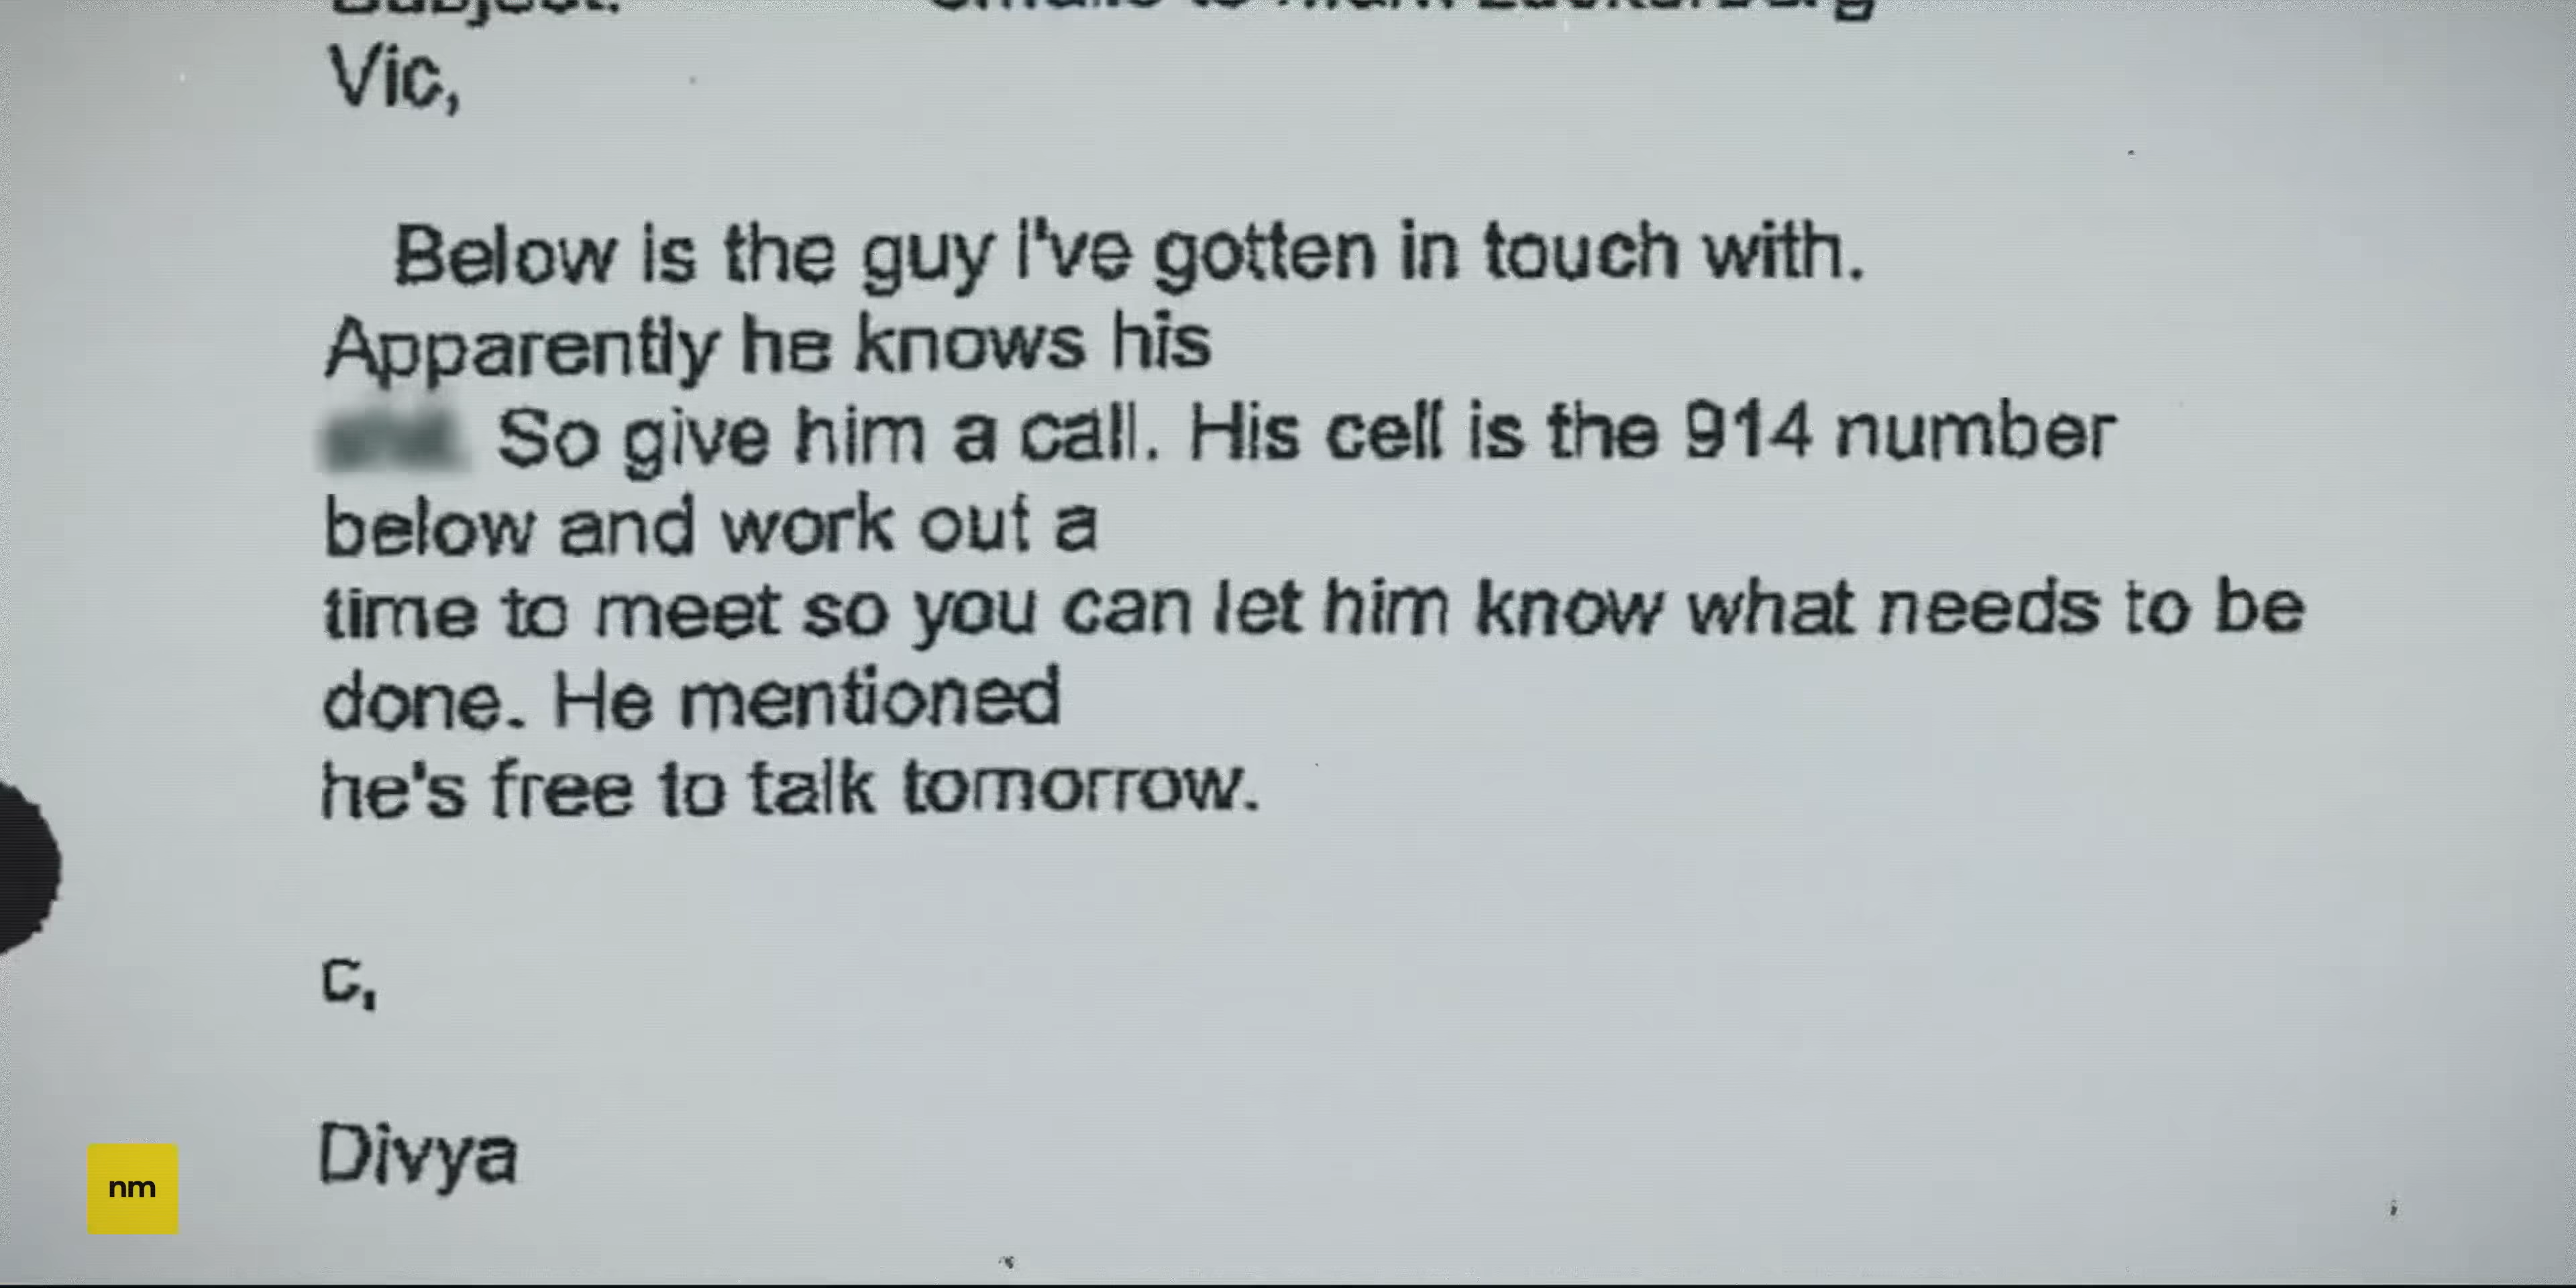 Vic,
Below is the guy I've gotten in touch with.
Apparently he knows his
So give him a call. His cell is the 914 number
below and work out a
time to meet so you can let him know what needs to be
done. He mentioned
he's free to talk tomorrow.
c,
Divya
nm